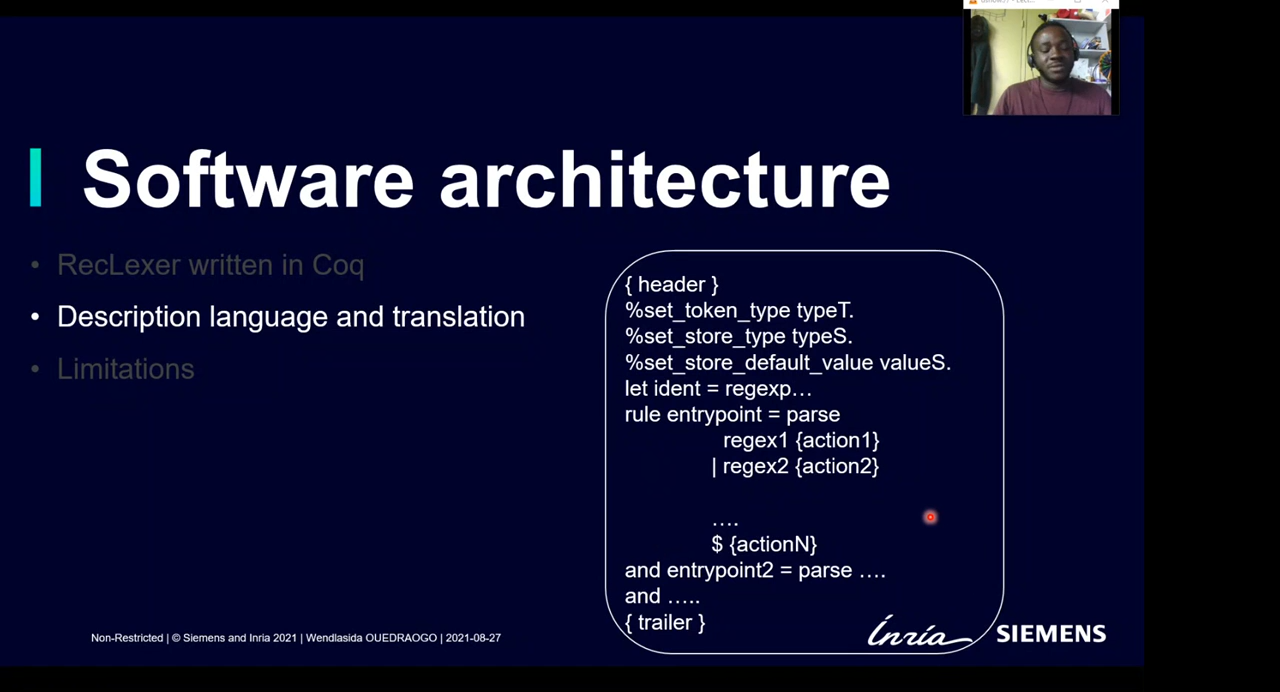 Software architecture
• RecLexer written in Coq
• Description language and translation
• Limitations
{ header }
%set_token_type typeT.
%set_store_type typeS.
%set_store_default_value valueS.
let ident = regexp…
rule entrypoint = parse
regex1 {action1}
| regex2 {action2}
….
$ {actionN}
and entrypoint2 = parse ….
and …..
{ trailer }
Non-Restricted | © Siemens and Inria 2021 | Wendlasida OUEDRAOGO | 2021-08-27
Inria
SIEMENS